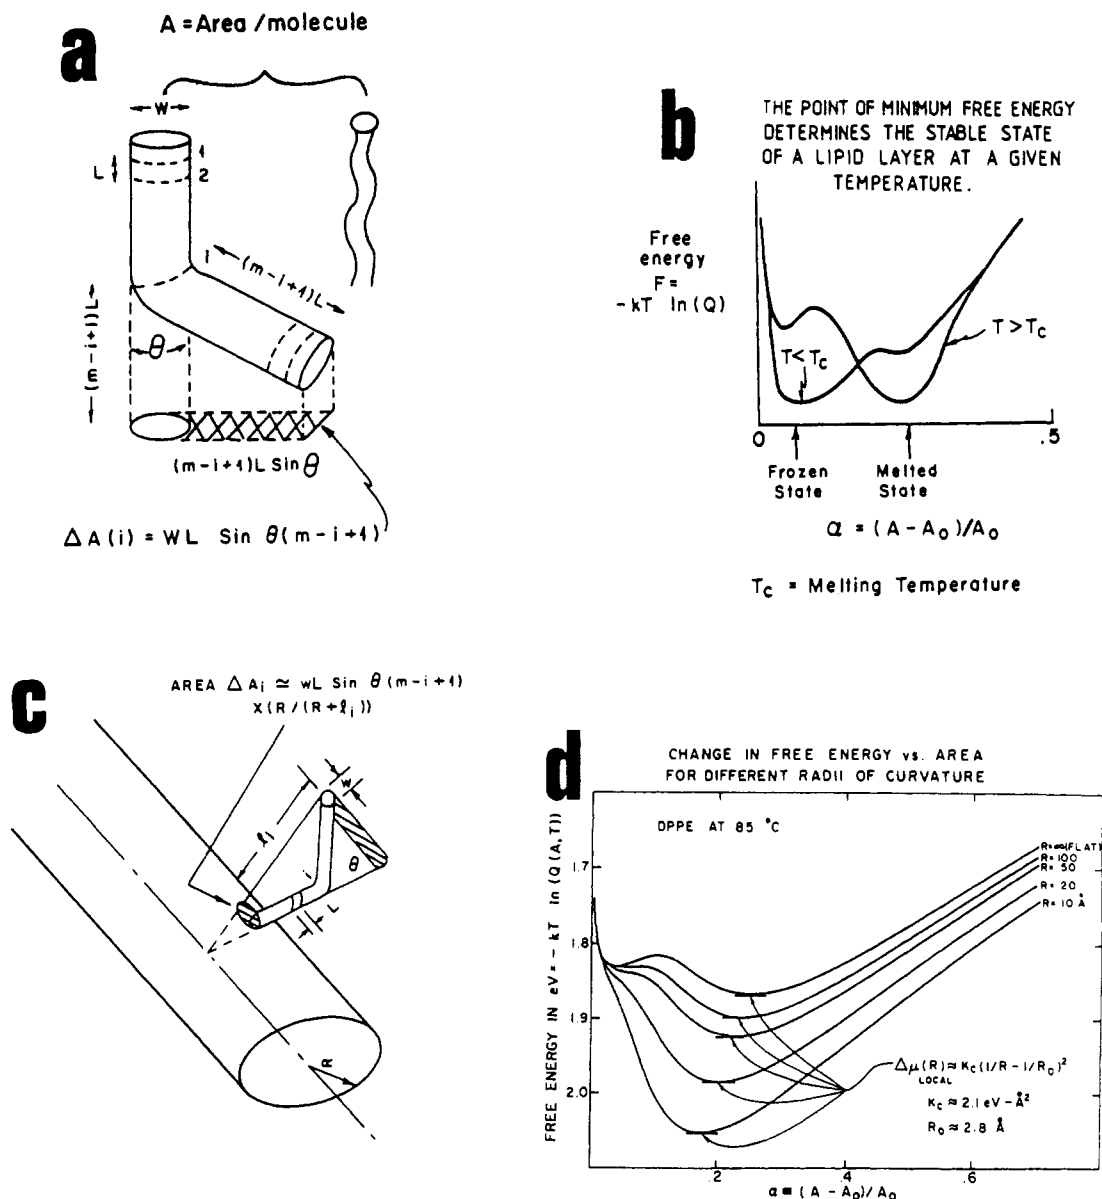 a
A = Area/molecule
W
L
1
2
i
(m-i+1)L
(m-i+1)L
θ
(m-i+1)L Sin θ
Δ A(i) = WL Sin θ(m-i+1)
b
THE POINT OF MINIMUM FREE ENERGY
DETERMINES THE STABLE STATE
OF A LIPID LAYER AT A GIVEN
TEMPERATURE.
Free
energy
F =
-kT ln(Q)
T<Tc
T>Tc
0
.5
Frozen
State
Melted
State
α = (A-A₀)/A₀
Tc = Melting Temperature
c
AREA ΔAi ≃ wL Sin θ(m-i+1)
X(R/(R+ℓi))
W
ℓi
θ
i
L
R
d
CHANGE IN FREE ENERGY vs. AREA
FOR DIFFERENT RADII OF CURVATURE
DPPE AT 85 °C
FREE ENERGY IN eV = - kT ln (Q(A,T))
1.7
1.8
1.9
2.0
R=∞(FLAT)
R=100
R=50
R=20
R=10 Å
Δμ(R) ≈ Kc(1/R-1/R₀)²
LOCAL
Kc ≈ 2.1 eV-Å²
R₀ ≈ 2.8 Å
.2
.4
.6
α ≡ (A-A₀)/A₀